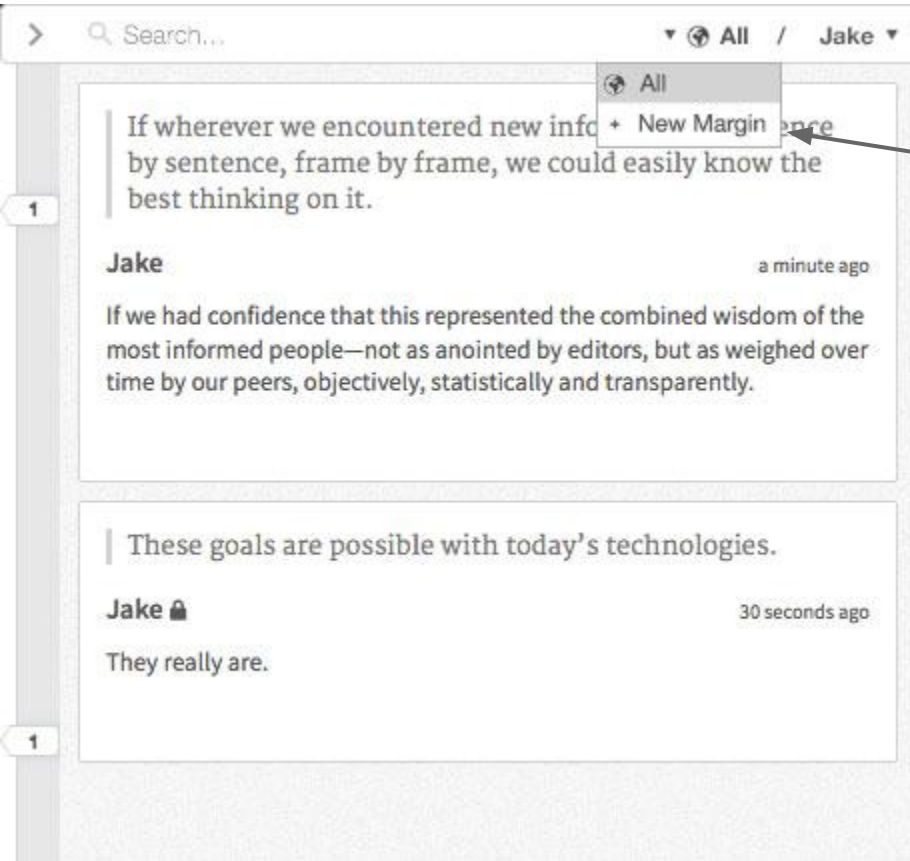 Search...
All / Jake
All
+ New Margin
If wherever we encountered new
by sentence, frame by frame, we could easily know the
best thinking on it.
1
Jake a minute ago
If we had confidence that this represented the combined wisdom of the
most informed people—not as anointed by editors, but as weighed over
time by our peers, objectively, statistically and transparently.
These goals are possible with today’s technologies.
Jake 30 seconds ago
They really are.
1